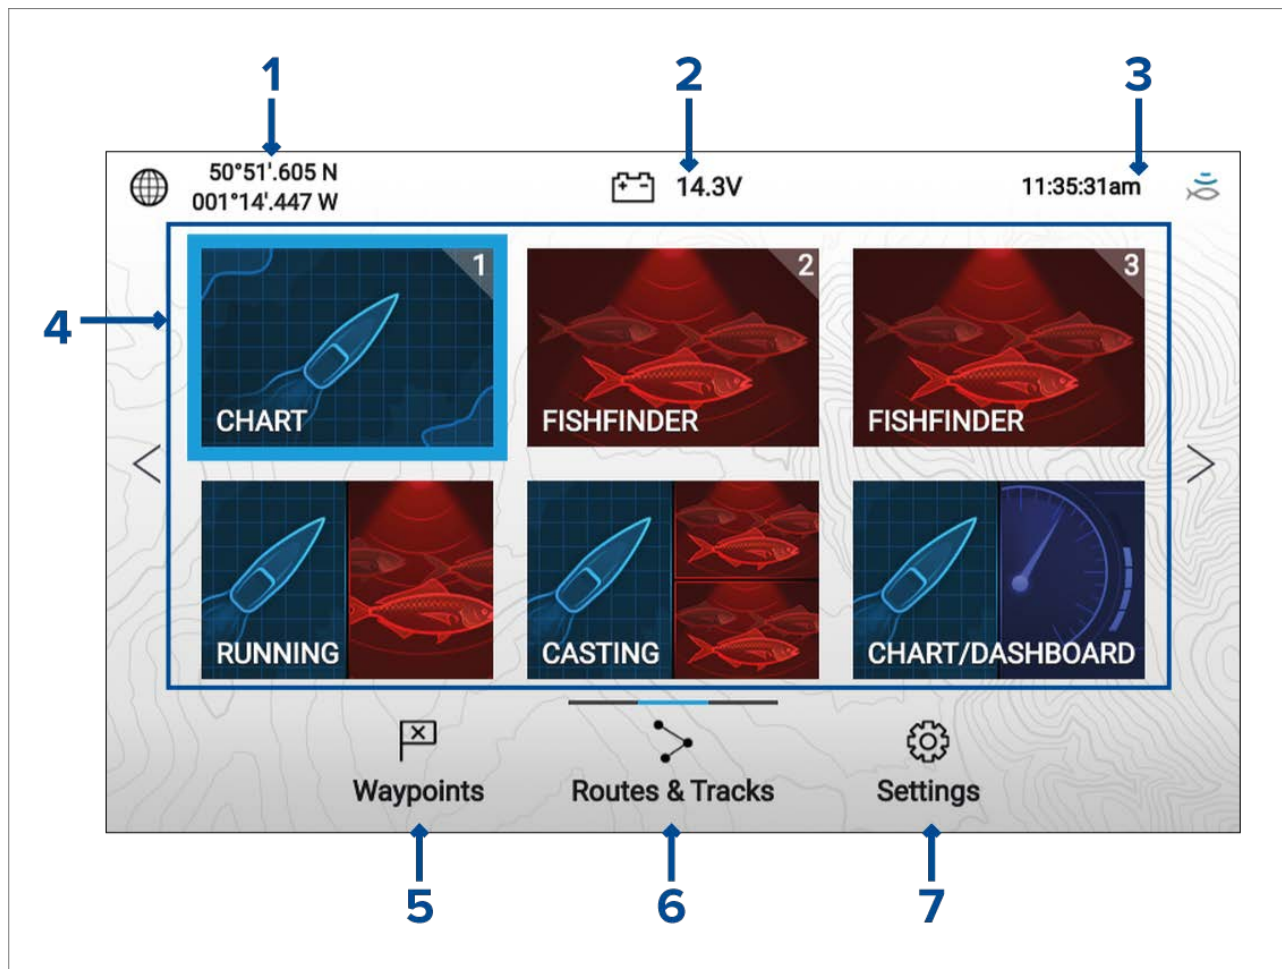 1
2
3
50°51'.605 N
001°14'.447 W
14.3V
11:35:31am
4
1
CHART
2
FISHFINDER
3
FISHFINDER
RUNNING
CASTING
CHART/DASHBOARD
Waypoints
Routes & Tracks
Settings
5
6
7